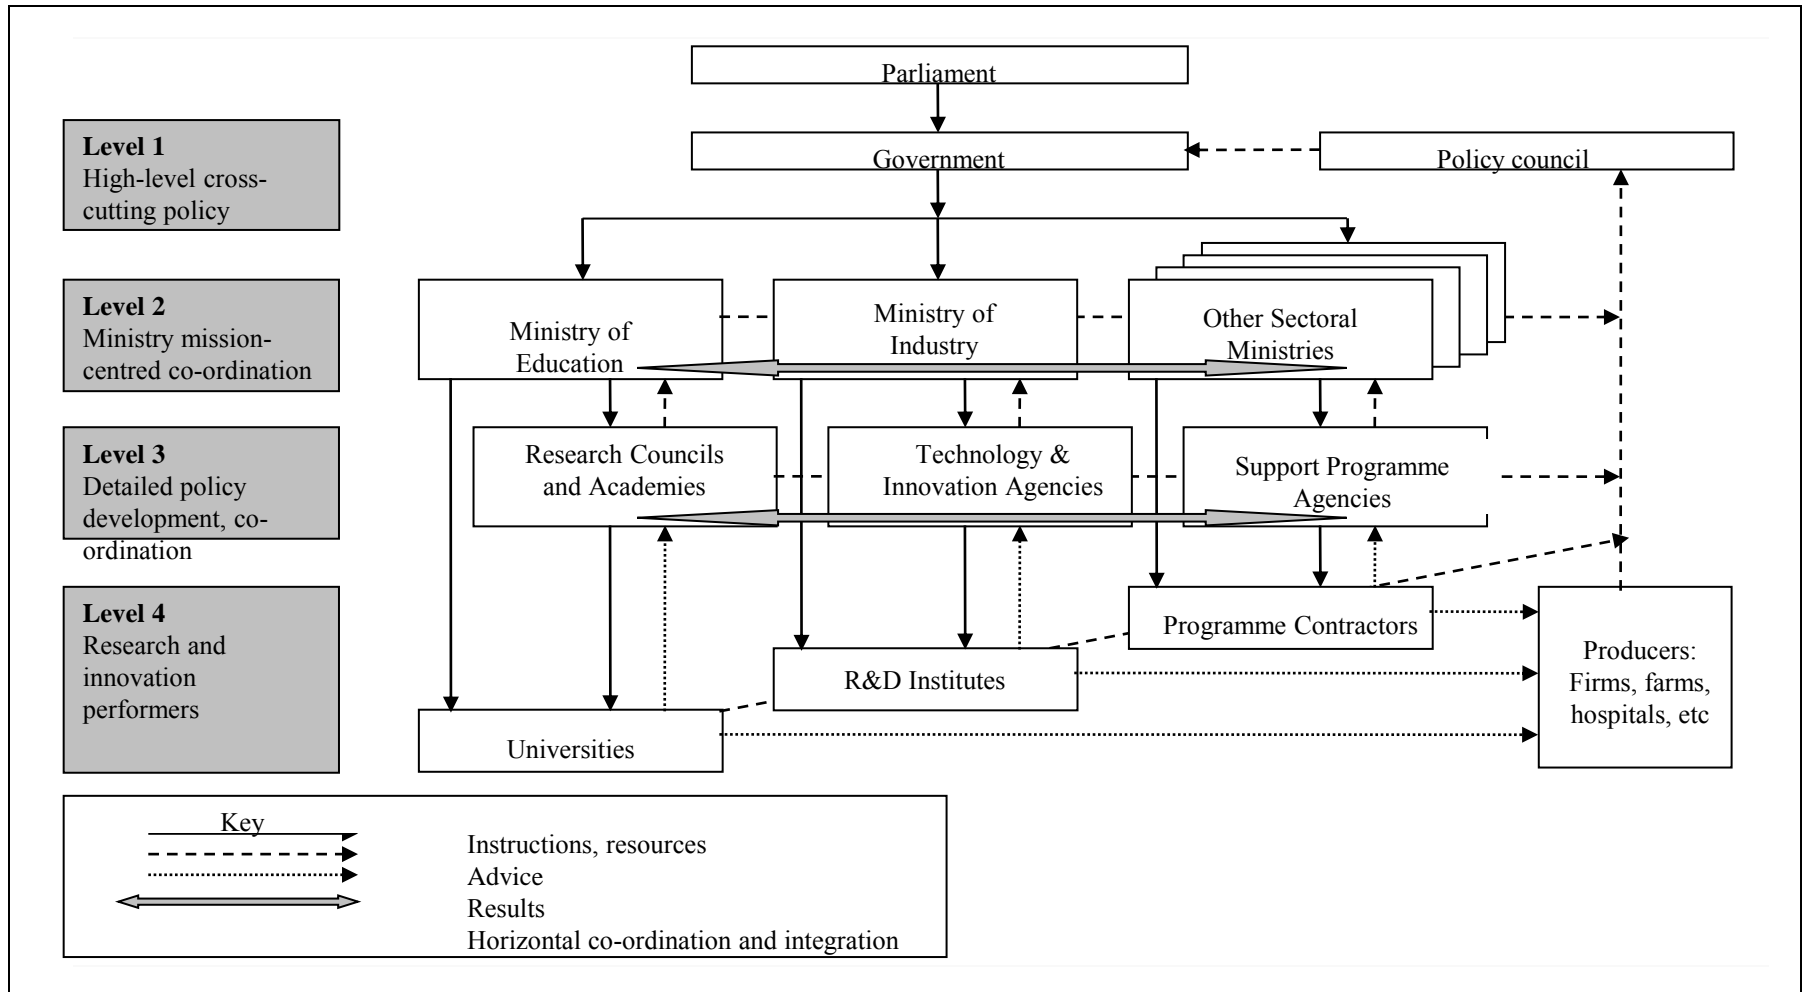 Parliament
Level 1
High-level cross-
cutting policy
Government
Policy council
Level 2
Ministry mission-
centred co-ordination
Ministry of
Education
Ministry of
Industry
Other Sectoral
Ministries
Level 3
Detailed policy
development, co-
ordination
Research Councils
and Academies
Technology &
Innovation Agencies
Support Programme
Agencies
Level 4
Research and
innovation
performers
Programme Contractors
R&D Institutes
Universities
Producers:
Firms, farms,
hospitals, etc
Key
Instructions, resources
Advice
Results
Horizontal co-ordination and integration